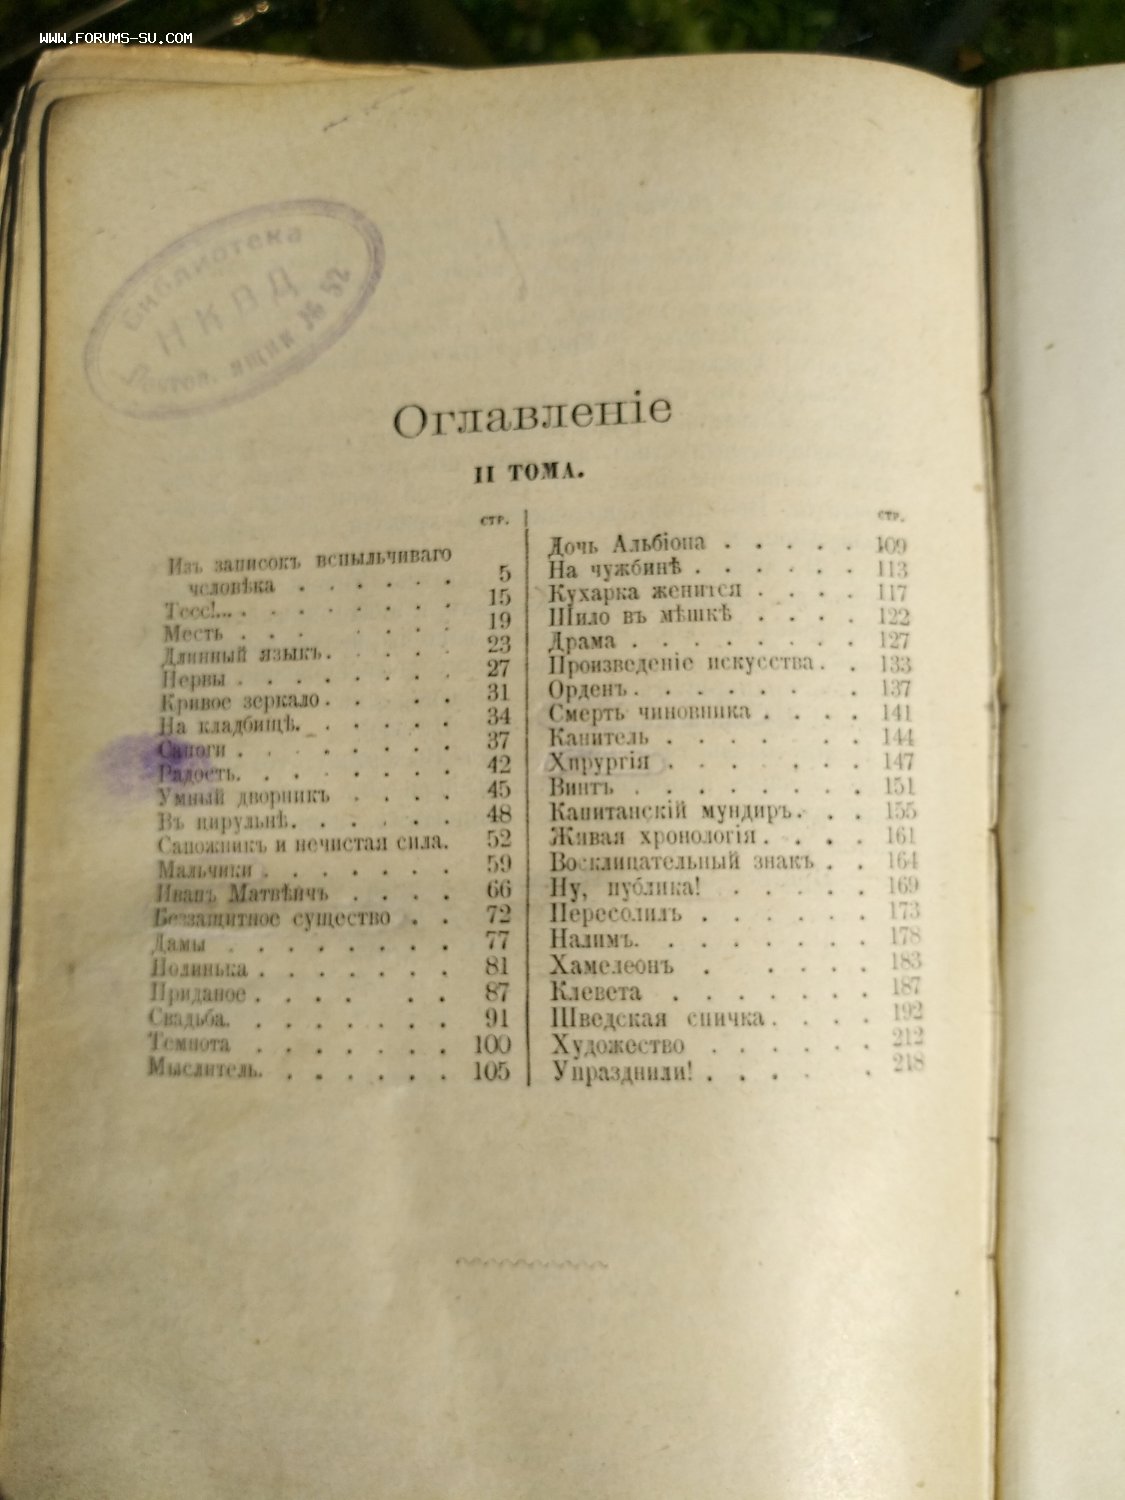 WWW.FORUMS-SU.COM
Библиотека
НКВД
Почтов. ящик № 52
Оглавленіе
II ТОМА.
СТР.
Изъ записокъ вспыльчиваго
человѣка . . . . . . 5
Тссс!... . . . . . . . . 15
Месть . . . . . . . 19
Длинный языкъ. . . . . 23
Нервы . . . . . . . . 27
Кривое зеркало. . . . . 31
На кладбищѣ. . . . . . 34
Сапоги . . . . . . . . 37
Радость. . . . . . . . 42
Умный дворникъ . . . . 45
Въ цирульнѣ. . . . . . 48
Сапожникъ и нечистая сила. 52
Мальчики . . . . . . . 59
Иванъ Матвѣичъ . . . . 66
Беззащитное существо . . 72
Дамы . . . . . . . . 77
Полинька . . . . . . . 81
Приданое . . . . . . 87
Свадьба. . . . . . . . 91
Темнота . . . . . . . 100
Мыслитель. . . . . . . 105
СТР.
Дочь Альбіона . . . . . 109
На чужбинѣ . . . . . . 113
Кухарка женится . . . . 117
Шило въ мѣшкѣ . . . . 122
Драма . . . . . . . . 127
Произведеніе искусства. . 133
Орденъ. . . . . . . 137
Смерть чиновника . . . . 141
Канитель . . . . . . 144
Хирургія . . . . . . 147
Винтъ . . . . . . . . 151
Капитанскій мундиръ. . . 155
Живая хронологія. . . . 161
Восклицательный знакъ . . 164
Ну, публика! . . . . . 169
Пересолилъ . . . . . . 173
Налимъ. . . . . . . . 178
Хамелеонъ . . . . . 183
Клевета . . . . . . . 187
Шведская спичка. . . . 192
Художество . . . . . . 212
Упразднили! . . . . . 218